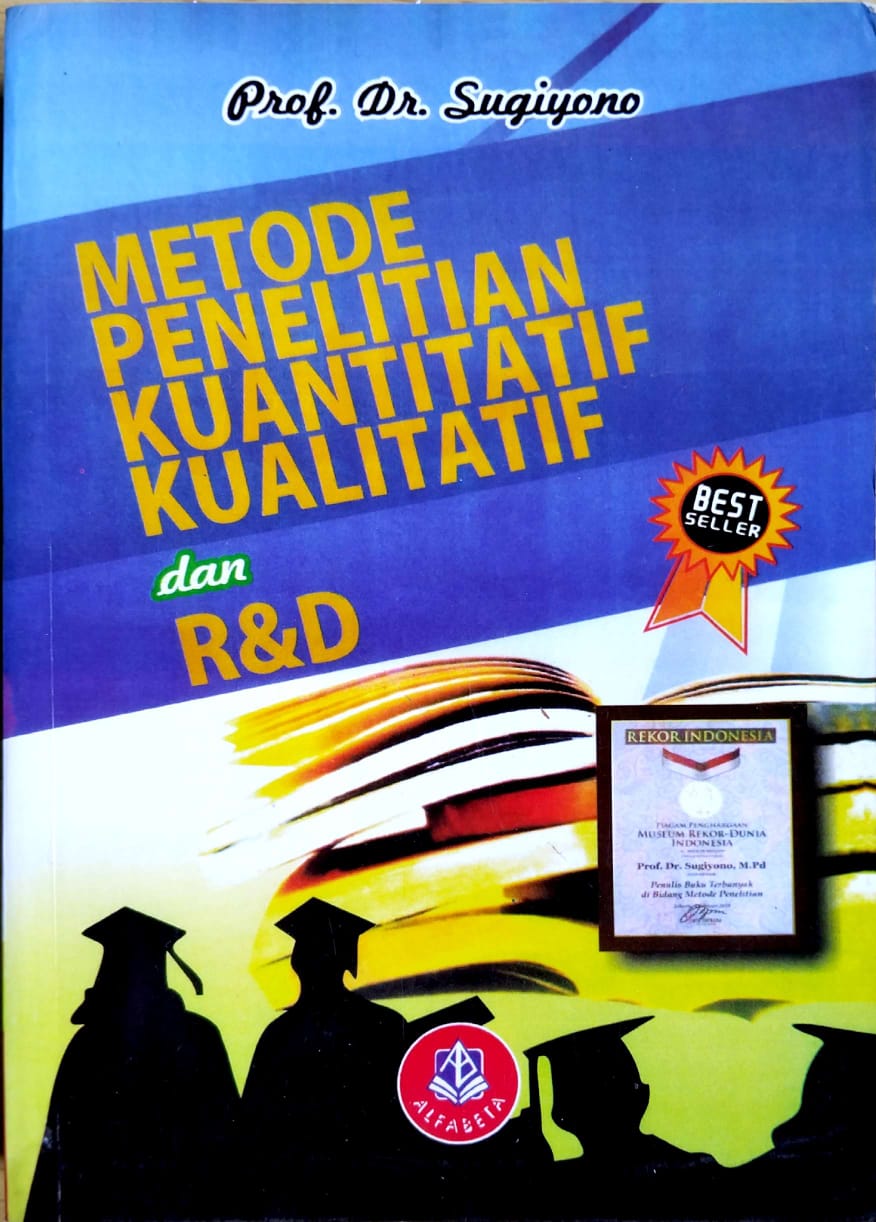 Prof. Dr. Sugiyono
METODE
PENELITIAN
KUANTITATIF
KUALITATIF
dan
R&D
BEST
SELLER
REKOR INDONESIA
PIAGAM PENGHARGAAN
MUSEUM REKOR-DUNIA
INDONESIA
Prof. Dr. Sugiyono, M.Pd
Penulis Buku Terbanyak
di Bidang Metode Penelitian
ALFABETA